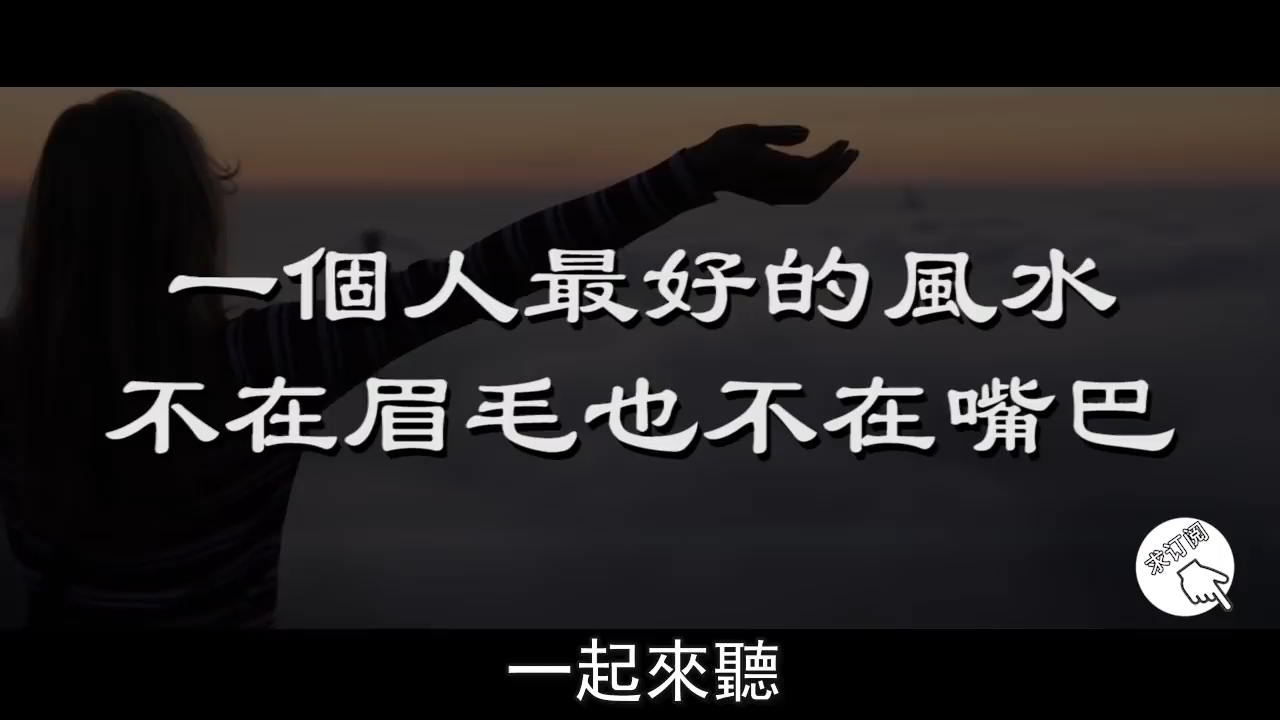 一個人最好的風水
不在眉毛也不在嘴巴
求订阅
一起來聽